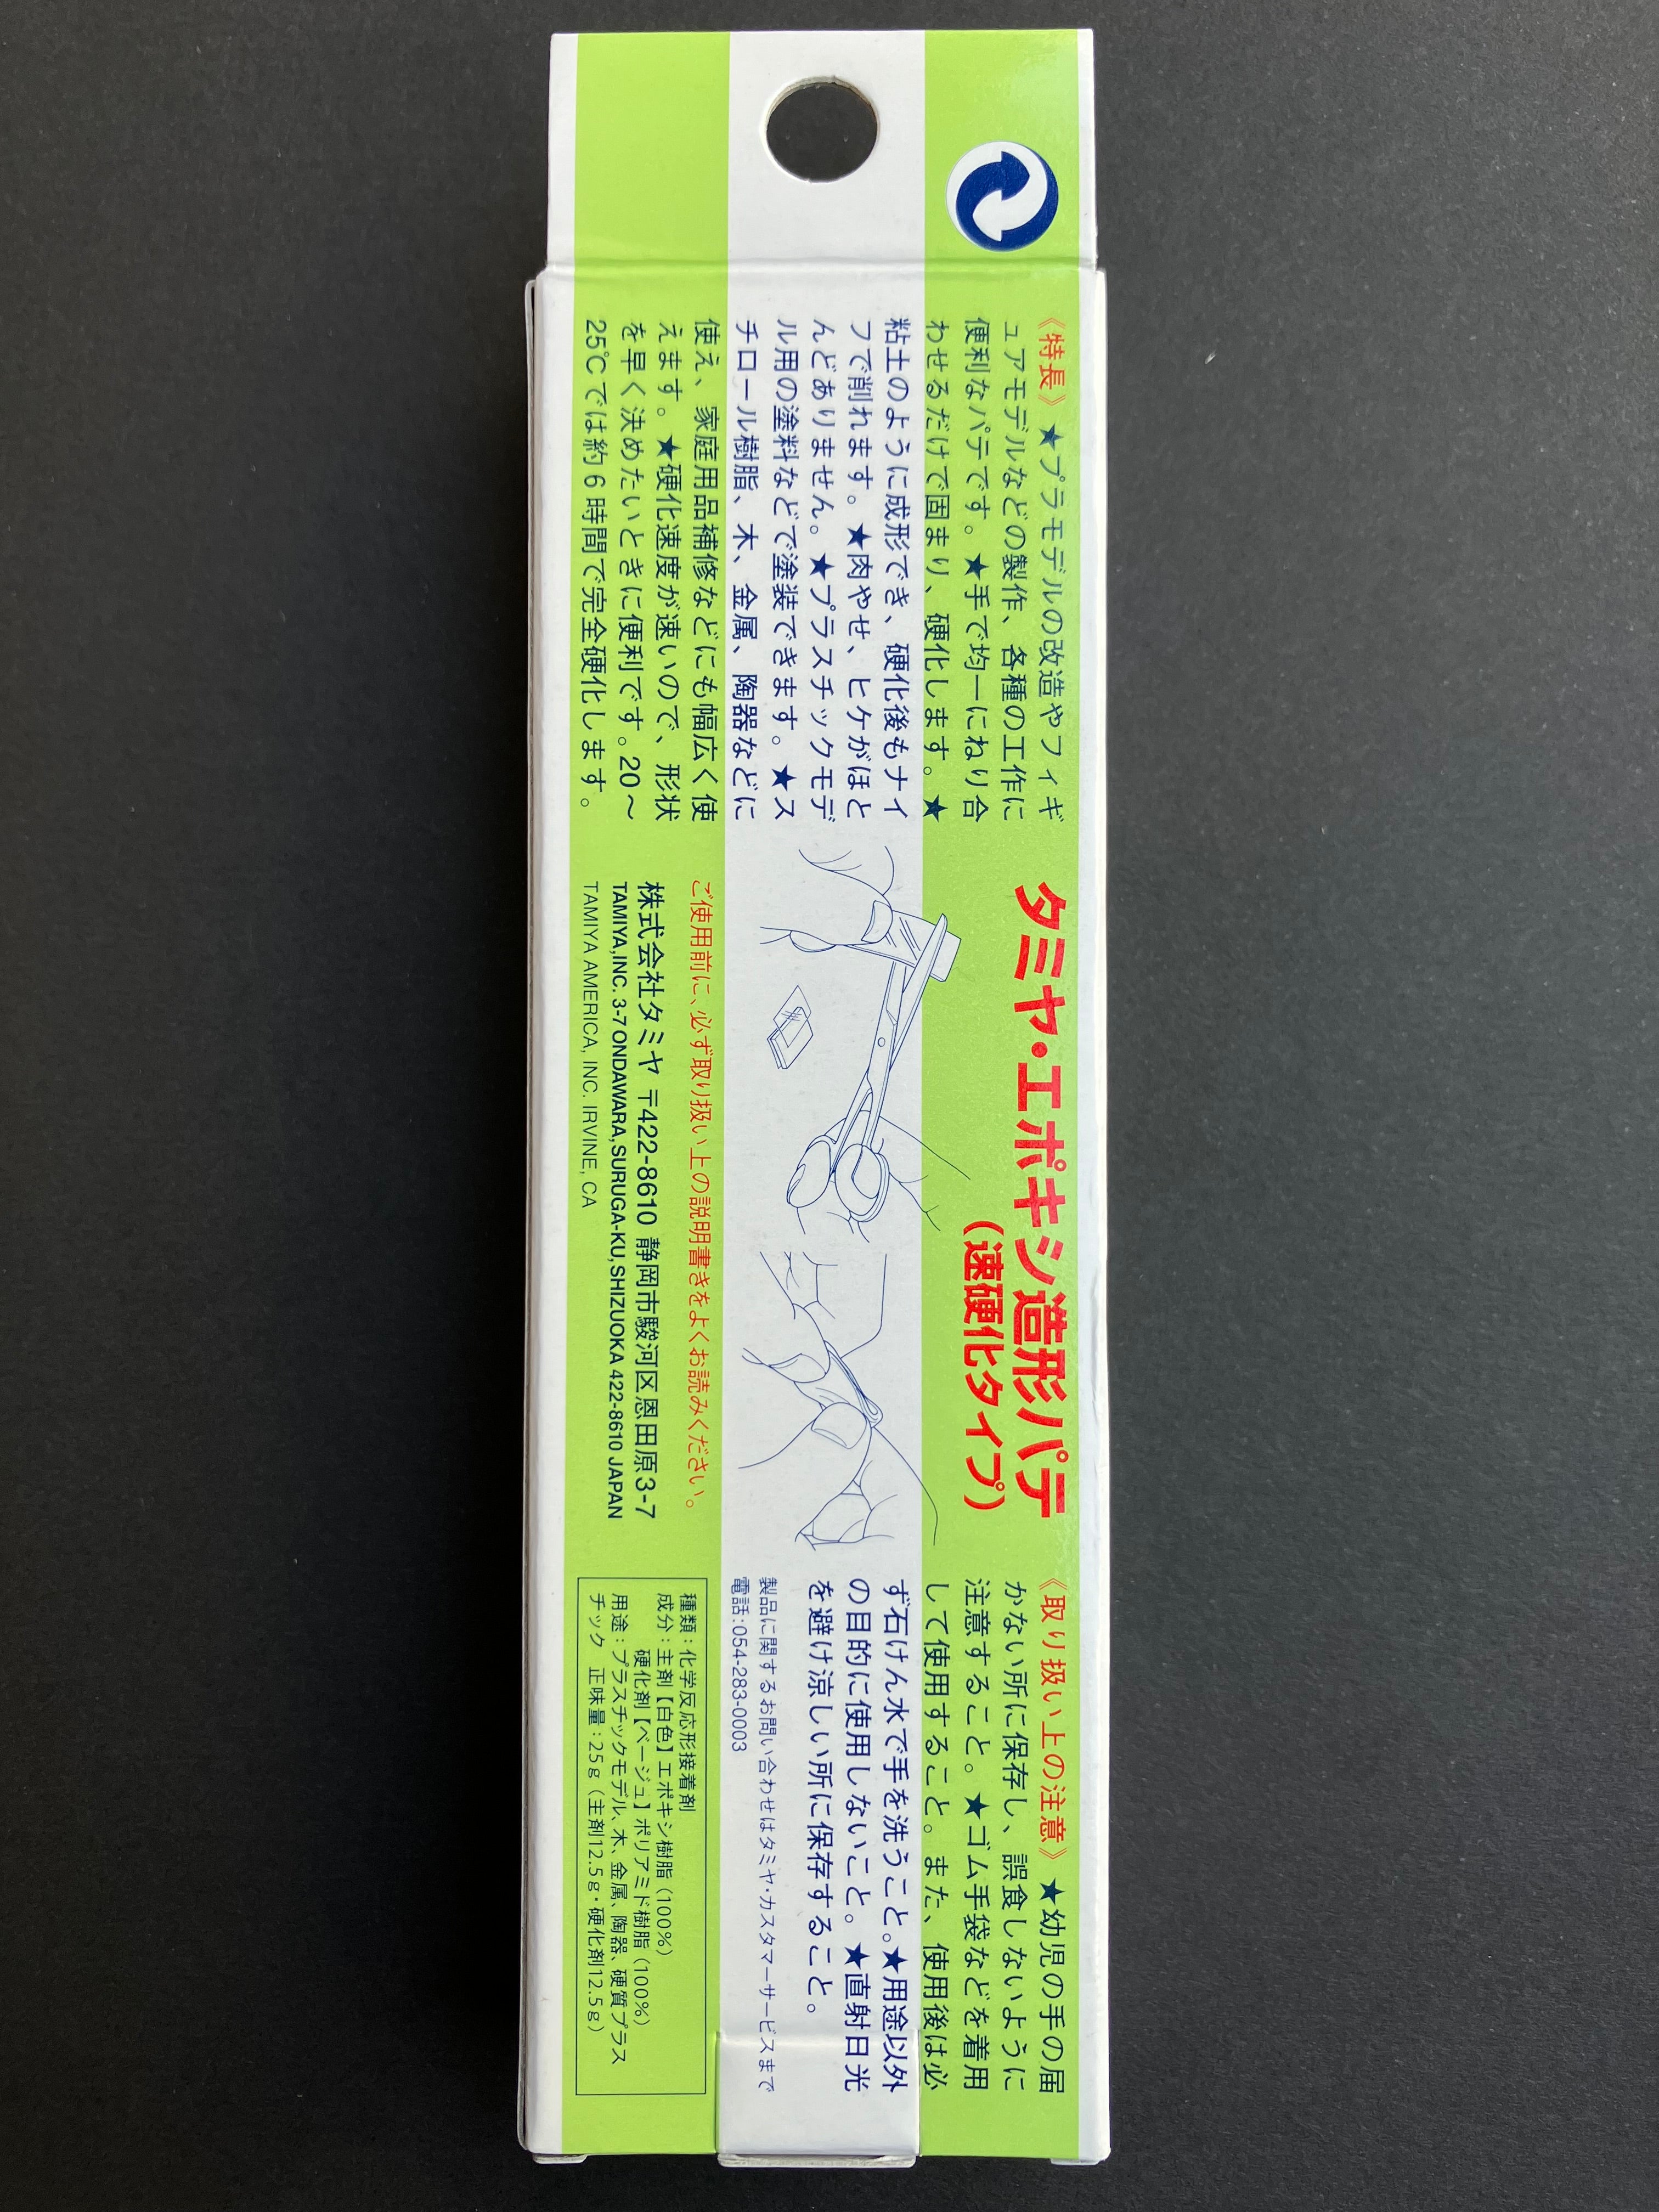 《特長》★プラモデルの改造やフィギ
ュアモデルなどの製作、各種の工作に
便利なパテです。★手で均一にねり合
わせるだけで固まり、硬化します。★
粘土のように成形でき、硬化後もナイ
フで削れます。★肉やせ、ヒケがほと
んどありません。★プラスチックモデ
ル用の塗料などで塗装できます。★ス
チロール樹脂、木、金属、陶器などに
使え、家庭用品補修などにも幅広く使
えます。★硬化速度が速いので、形状
を早く決めたいときに便利です。20〜
25℃では約6時間で完全硬化します。
タミヤ・エポキシ造形パテ
（速硬化タイプ）
ご使用前に、必ず取り扱い上の説明書きをよくお読みください。
株式会社タミヤ 〒422-8610 静岡市駿河区恩田原3-7
TAMIYA,INC. 3-7 ONDAWARA,SURUGA-KU,SHIZUOKA 422-8610 JAPAN
TAMIYA AMERICA, INC. IRVINE, CA
《取り扱い上の注意》★幼児の手の届
かない所に保存し、誤食しないように
注意すること。★ゴム手袋などを着用
して使用すること。また、使用後は必
ず石けん水で手を洗うこと。★用途以外
の目的に使用しないこと。★直射日光
を避け涼しい所に保存すること。
製品に関するお問い合わせはタミヤ・カスタマーサービスまで
電話:054-283-0003
種類：化学反応形接着剤
成分：主剤【白色】エポキシ樹脂（100%）
硬化剤【ベージュ】ポリアミド樹脂（100%）
用途：プラスチックモデル、木、金属、陶器、硬質プラス
チック 正味量：25g（主剤12.5g・硬化剤12.5g）